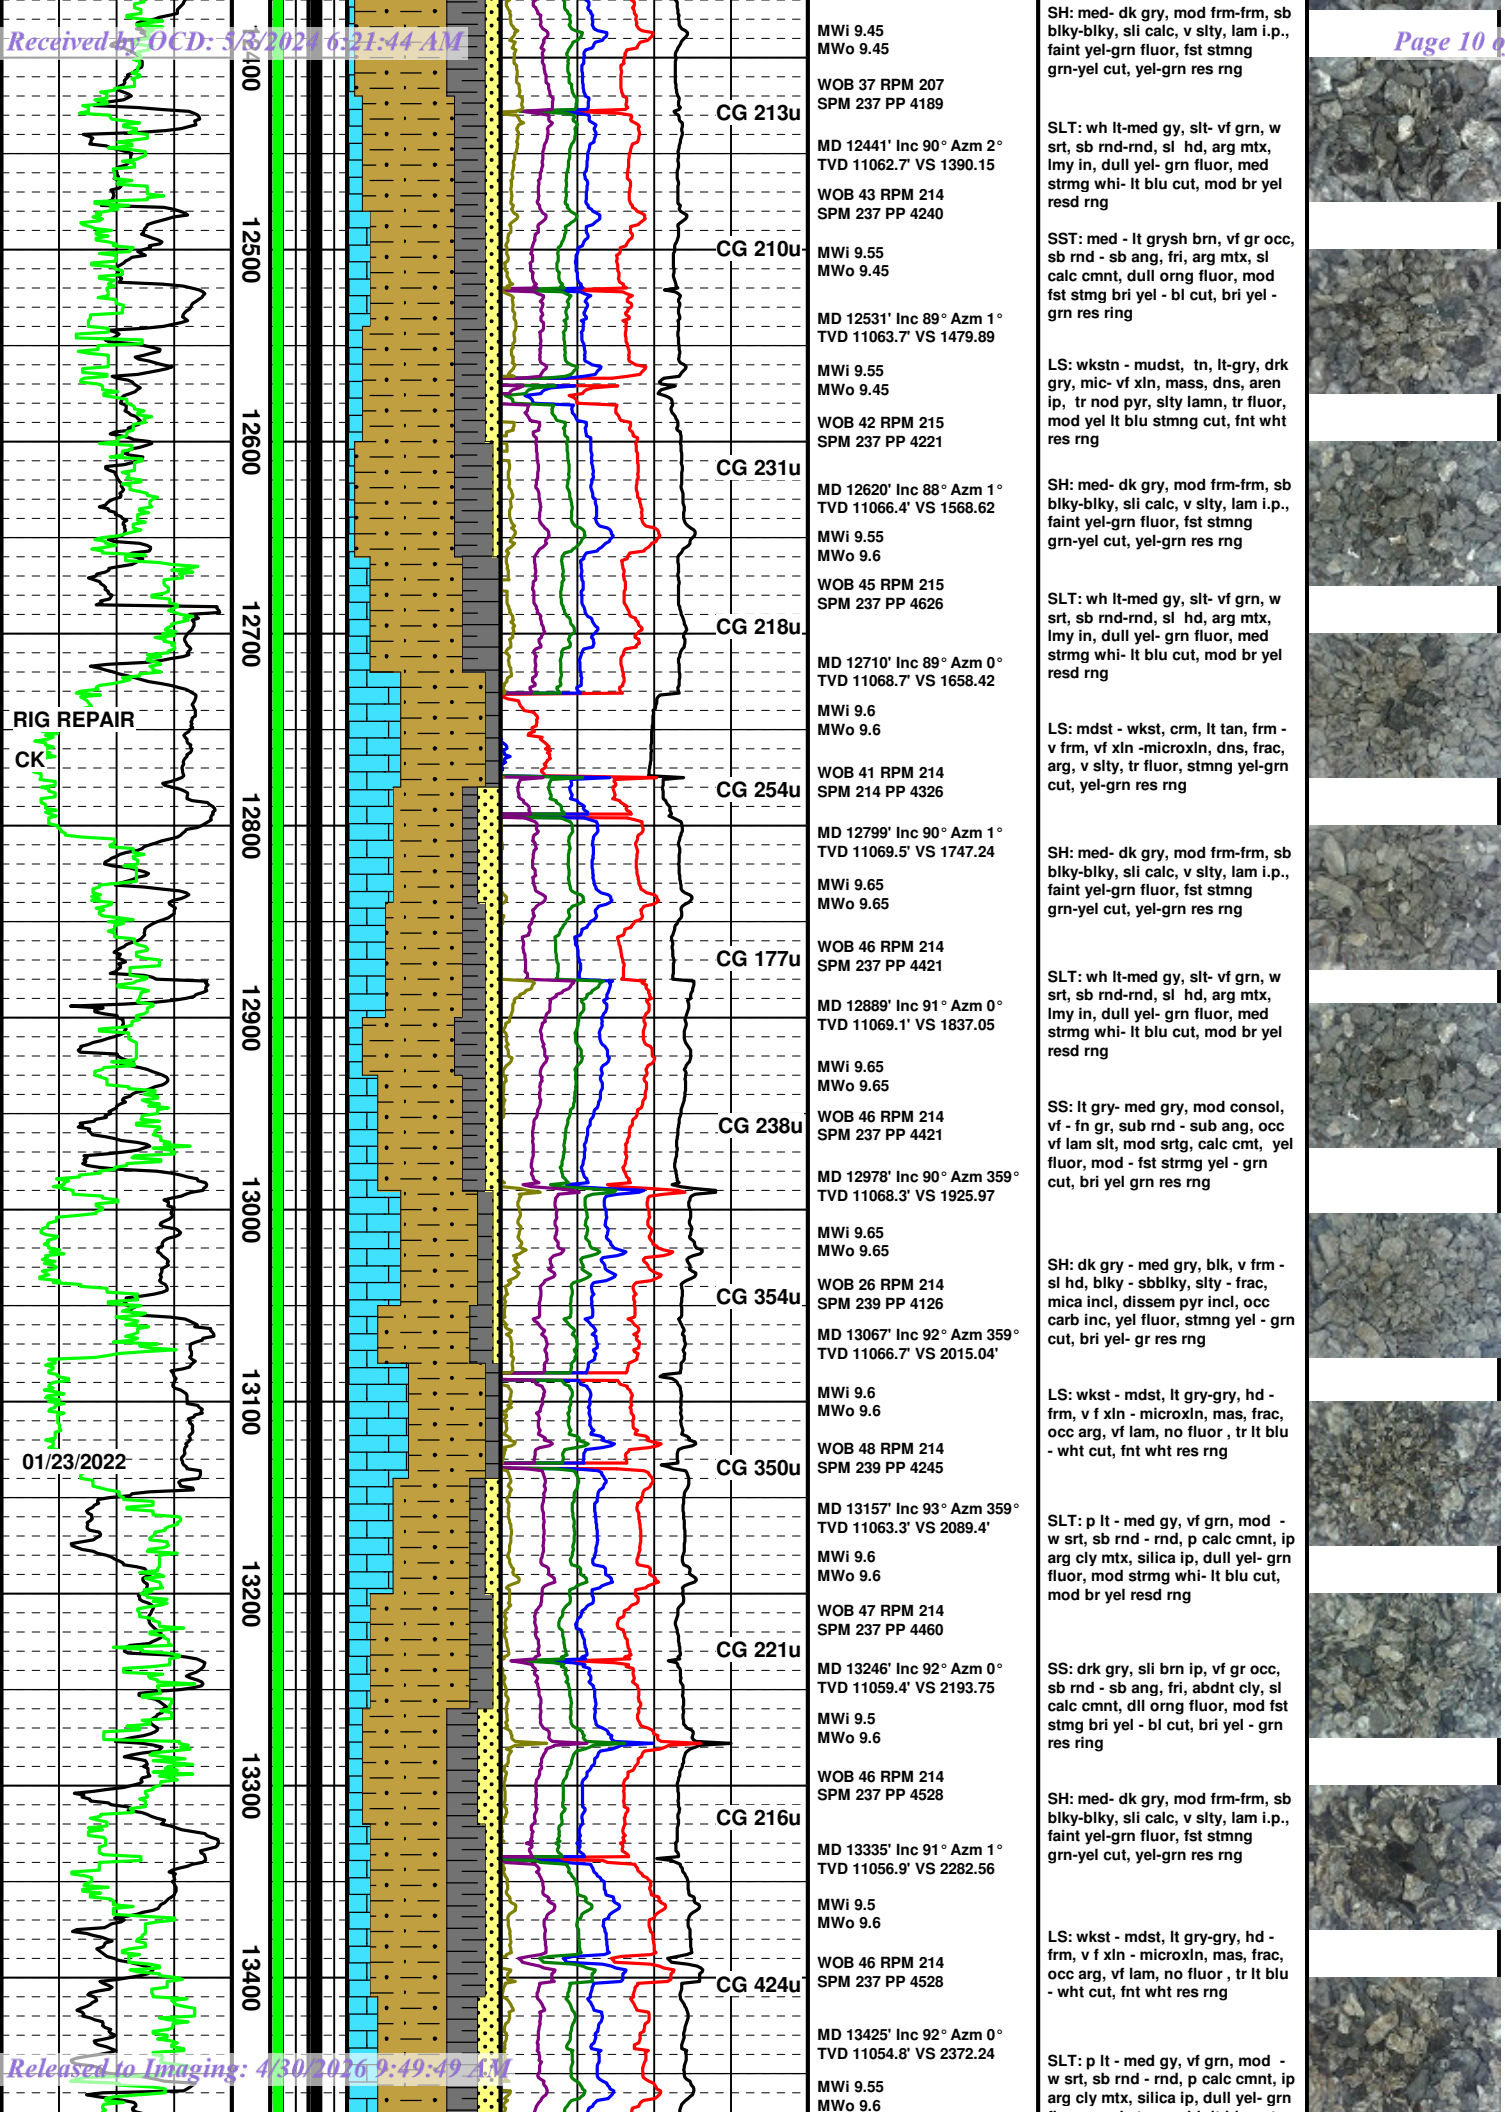 Received by OCD: 5/3/2024 6:21:44 AM
Page 10 o
12400
12500
12600
12700
RIG REPAIR
CK
12800
12900
13000
13100
01/23/2022
13200
13300
13400
CG 213u
CG 210u
CG 231u
CG 218u
CG 254u
CG 177u
CG 238u
CG 354u
CG 350u
CG 221u
CG 216u
CG 424u
MWi 9.45
MWo 9.45
WOB 37 RPM 207
SPM 237 PP 4189
MD 12441' Inc 90° Azm 2°
TVD 11062.7' VS 1390.15
WOB 43 RPM 214
SPM 237 PP 4240
MWi 9.55
MWo 9.45
MD 12531' Inc 89° Azm 1°
TVD 11063.7' VS 1479.89
MWi 9.55
MWo 9.45
WOB 42 RPM 215
SPM 237 PP 4221
MD 12620' Inc 88° Azm 1°
TVD 11066.4' VS 1568.62
MWi 9.55
MWo 9.6
WOB 45 RPM 215
SPM 237 PP 4626
MD 12710' Inc 89° Azm 0°
TVD 11068.7' VS 1658.42
MWi 9.6
MWo 9.6
WOB 41 RPM 214
SPM 214 PP 4326
MD 12799' Inc 90° Azm 1°
TVD 11069.5' VS 1747.24
MWi 9.65
MWo 9.65
WOB 46 RPM 214
SPM 237 PP 4421
MD 12889' Inc 91° Azm 0°
TVD 11069.1' VS 1837.05
MWi 9.65
MWo 9.65
WOB 46 RPM 214
SPM 237 PP 4421
MD 12978' Inc 90° Azm 359°
TVD 11068.3' VS 1925.97
MWi 9.65
MWo 9.65
WOB 26 RPM 214
SPM 239 PP 4126
MD 13067' Inc 92° Azm 359°
TVD 11066.7' VS 2015.04'
MWi 9.6
MWo 9.6
WOB 48 RPM 214
SPM 239 PP 4245
MD 13157' Inc 93° Azm 359°
TVD 11063.3' VS 2089.4'
MWi 9.6
MWo 9.6
WOB 47 RPM 214
SPM 237 PP 4460
MD 13246' Inc 92° Azm 0°
TVD 11059.4' VS 2193.75
MWi 9.5
MWo 9.6
WOB 46 RPM 214
SPM 237 PP 4528
MD 13335' Inc 91° Azm 1°
TVD 11056.9' VS 2282.56
MWi 9.5
MWo 9.6
WOB 46 RPM 214
SPM 237 PP 4528
MD 13425' Inc 92° Azm 0°
TVD 11054.8' VS 2372.24
MWi 9.55
MWo 9.6
SH: med- dk gry, mod frm-frm, sb
blky-blky, sli calc, v slty, lam i.p.,
faint yel-grn fluor, fst stmng
grn-yel cut, yel-grn res rng
SLT: wh lt-med gy, slt- vf grn, w
srt, sb rnd-rnd, sl hd, arg mtx,
lmy in, dull yel- grn fluor, med
strmg whi- lt blu cut, mod br yel
resd rng
SST: med - lt grysh brn, vf gr occ,
sb rnd - sb ang, fri, arg mtx, sl
calc cmnt, dull orng fluor, mod
fst stmg bri yel - bl cut, bri yel -
grn res ring
LS: wkstn - mudst, tn, lt-gry, drk
gry, mic- vf xln, mass, dns, aren
ip, tr nod pyr, slty lamn, tr fluor,
mod yel lt blu stmng cut, fnt wht
res rng
SH: med- dk gry, mod frm-frm, sb
blky-blky, sli calc, v slty, lam i.p.,
faint yel-grn fluor, fst stmng
grn-yel cut, yel-grn res rng
SLT: wh lt-med gy, slt- vf grn, w
srt, sb rnd-rnd, sl hd, arg mtx,
lmy in, dull yel- grn fluor, med
strmg whi- lt blu cut, mod br yel
resd rng
LS: mdst - wkst, crm, lt tan, frm -
v frm, vf xln -microxln, dns, frac,
arg, v slty, tr fluor, stmng yel-grn
cut, yel-grn res rng
SH: med- dk gry, mod frm-frm, sb
blky-blky, sli calc, v slty, lam i.p.,
faint yel-grn fluor, fst stmng
grn-yel cut, yel-grn res rng
SLT: wh lt-med gy, slt- vf grn, w
srt, sb rnd-rnd, sl hd, arg mtx,
lmy in, dull yel- grn fluor, med
strmg whi- lt blu cut, mod br yel
resd rng
SS: lt gry- med gry, mod consol,
vf - fn gr, sub rnd - sub ang, occ
vf lam slt, mod srtg, calc cmt, yel
fluor, mod - fst strmg yel - grn
cut, bri yel grn res rng
SH: dk gry - med gry, blk, v frm -
sl hd, blky - sbblky, slty - frac,
mica incl, dissem pyr incl, occ
carb inc, yel fluor, stmng yel - grn
cut, bri yel- gr res rng
LS: wkst - mdst, lt gry-gry, hd -
frm, v f xln - microxln, mas, frac,
occ arg, vf lam, no fluor , tr lt blu
- wht cut, fnt wht res rng
SLT: p lt - med gy, vf grn, mod -
w srt, sb rnd - rnd, p calc cmnt, ip
arg cly mtx, silica ip, dull yel- grn
fluor, mod strmg whi- lt blu cut,
mod br yel resd rng
SS: drk gry, sli brn ip, vf gr occ,
sb rnd - sb ang, fri, abdnt cly, sl
calc cmnt, dll orng fluor, mod fst
stmg bri yel - bl cut, bri yel - grn
res ring
SH: med- dk gry, mod frm-frm, sb
blky-blky, sli calc, v slty, lam i.p.,
faint yel-grn fluor, fst stmng
grn-yel cut, yel-grn res rng
LS: wkst - mdst, lt gry-gry, hd -
frm, v f xln - microxln, mas, frac,
occ arg, vf lam, no fluor , tr lt blu
- wht cut, fnt wht res rng
SLT: p lt - med gy, vf grn, mod -
w srt, sb rnd - rnd, p calc cmnt, ip
arg cly mtx, silica ip, dull yel- grn
Released to Imaging: 4/30/2026 9:49:49 AM